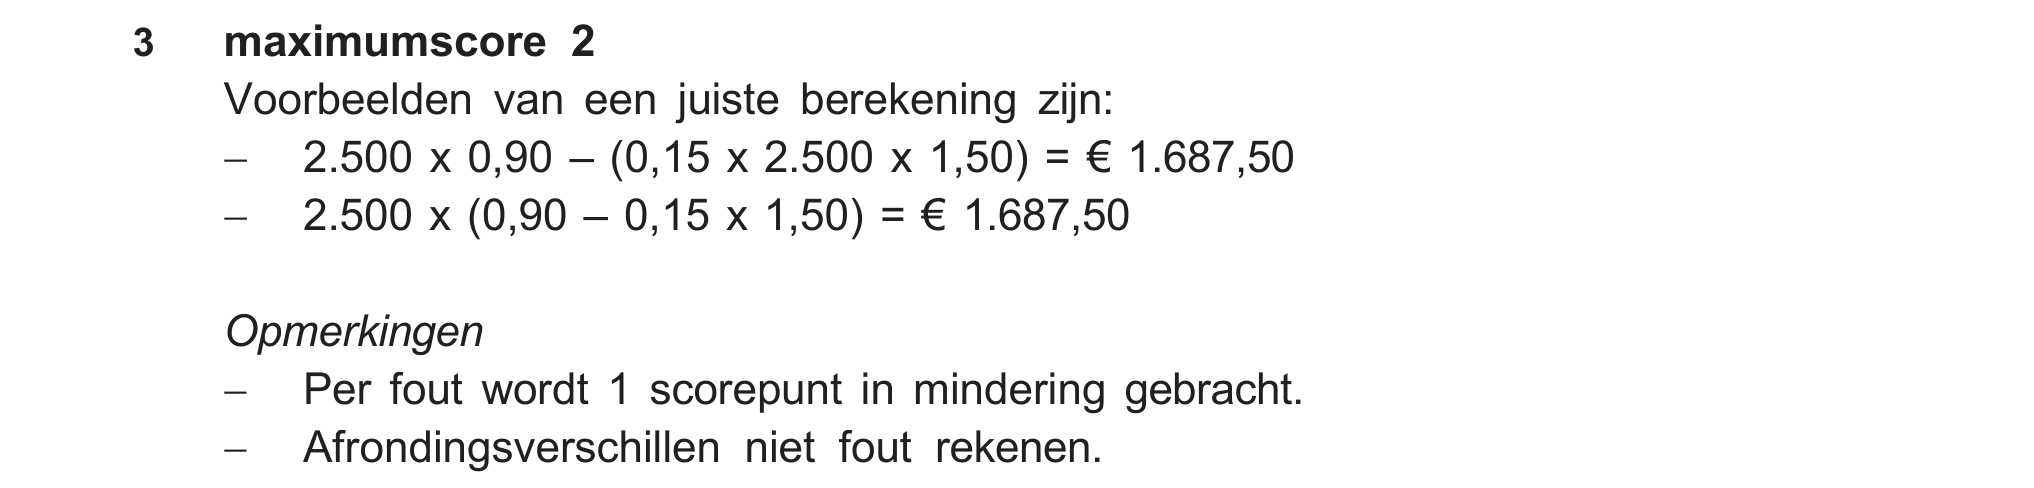 3 maximumscore 2
Voorbeelden van een juiste berekening zijn:
– 2.500 x 0,90 – (0,15 x 2.500 x 1,50) = € 1.687,50
– 2.500 x (0,90 – 0,15 x 1,50) = € 1.687,50
Opmerkingen
– Per fout wordt 1 scorepunt in mindering gebracht.
– Afrondingsverschillen niet fout rekenen.